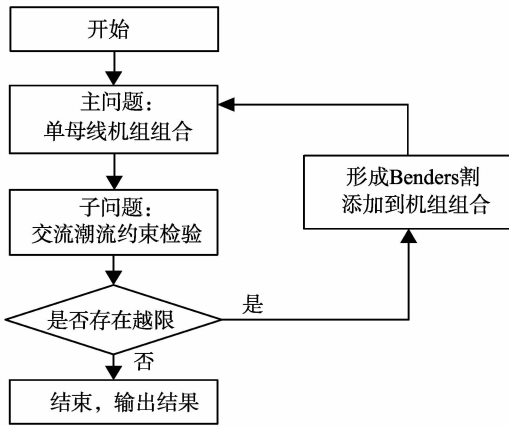 开始
主问题：
单母线机组组合
子问题：
交流潮流约束检验
是否存在越限
是
否
结束，输出结果
形成Benders割
添加到机组组合